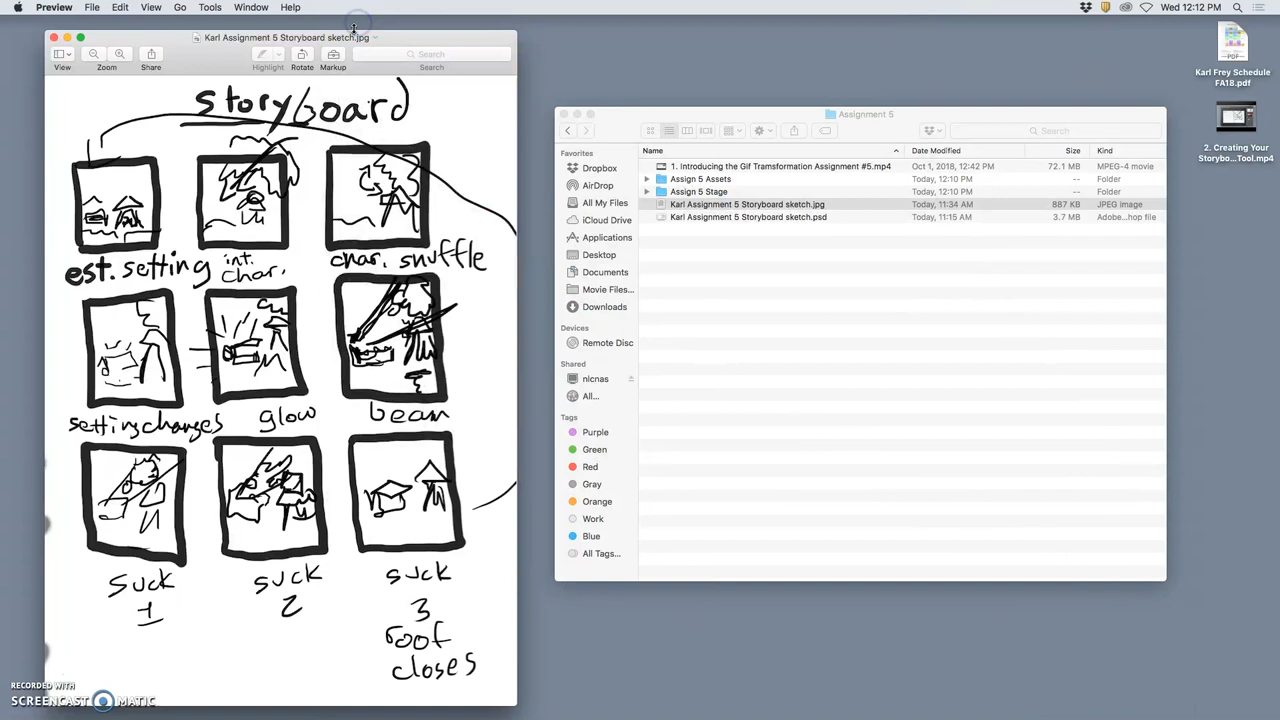 Preview File Edit View Go Tools Window Help
Wed 12:12 PM
Karl Assignment 5 Storyboard sketch.jpg
Search
View Zoom Share Highlight Rotate Markup Search
storyboard
est. setting
int. char.
char. shuffle
setting changes
glow
beam
suck
1
suck
2
suck
3
roof
closes
RECORDED WITH
SCREENCAST MATIC
Assignment 5
Search
Favorites
Dropbox
AirDrop
All My Files
iCloud Drive
Applications
Desktop
Documents
Movie Files...
Downloads
Devices
Remote Disc
Shared
nicnas
All...
Tags
Purple
Green
Red
Gray
Orange
Work
Blue
All Tags...
Name Date Modified Size Kind
1. Introducing the Gif Transformation Assignment #5.mp4 Oct 1, 2018, 12:42 PM 72.1 MB MPEG-4 movie
Assign 5 Assets Today, 12:10 PM -- Folder
Assign 5 Stage Today, 12:10 PM -- Folder
Karl Assignment 5 Storyboard sketch.jpg Today, 11:34 AM 887 KB JPEG image
Karl Assignment 5 Storyboard sketch.psd Today, 11:15 AM 3.7 MB Adobe...hop file
PDF
Karl Frey Schedule
FA18.pdf
2. Creating Your
Storybo...Tool.mp4